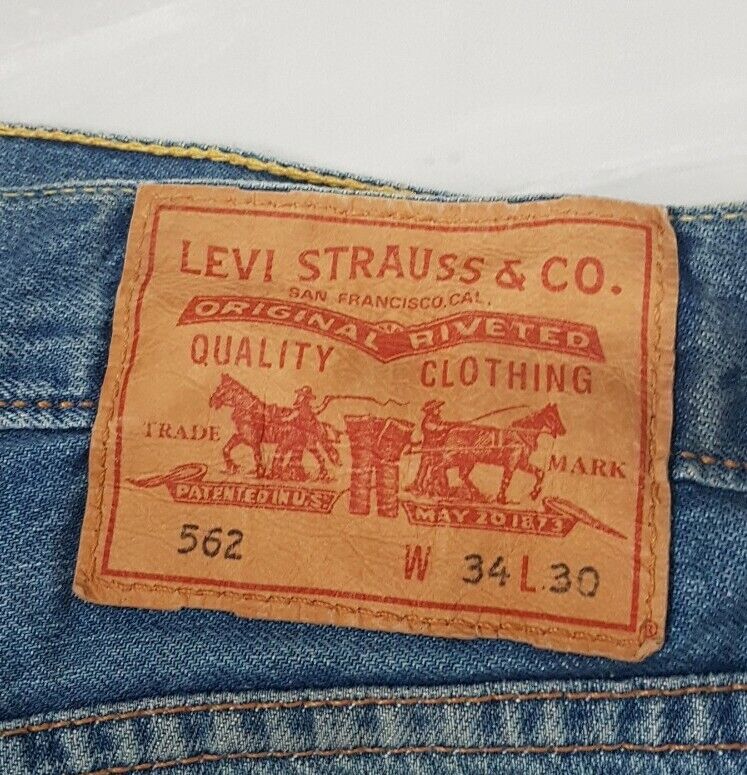 LEVI STRAUSS & CO.
SAN FRANCISCO, CAL.
ORIGINAL RIVETED
QUALITY CLOTHING
TRADE MARK
PATENTED IN U.S. MAY 20 1873
562 W 34 L 30
®